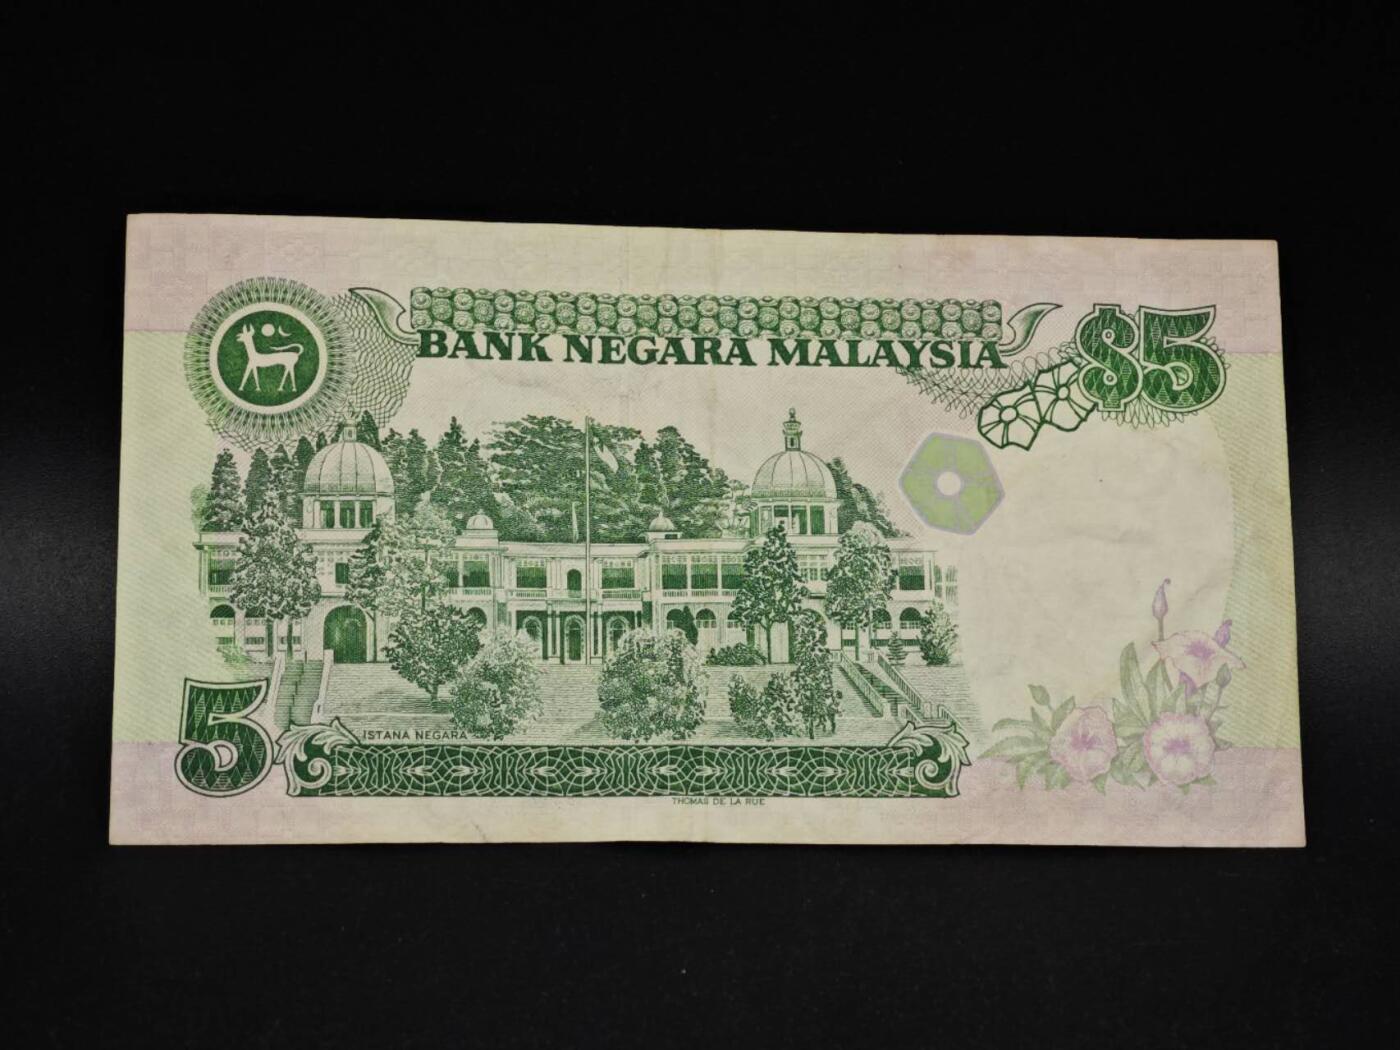 BANK NEGARA MALAYSIA
$5
5
ISTANA NEGARA
THOMAS DE LA RUE